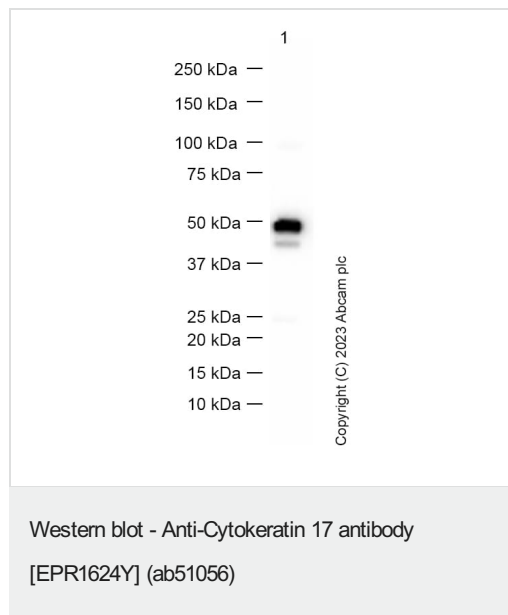 1
250 kDa
150 kDa
100 kDa
75 kDa
50 kDa
37 kDa
25 kDa
20 kDa
15 kDa
10 kDa
Copyright (C) 2023 Abcam plc
Western blot - Anti-Cytokeratin 17 antibody
[EPR1624Y] (ab51056)